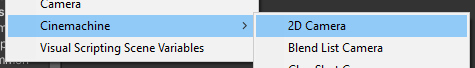 Camera
Cinemachine
2D Camera
Visual Scripting Scene Variables
Blend List Camera